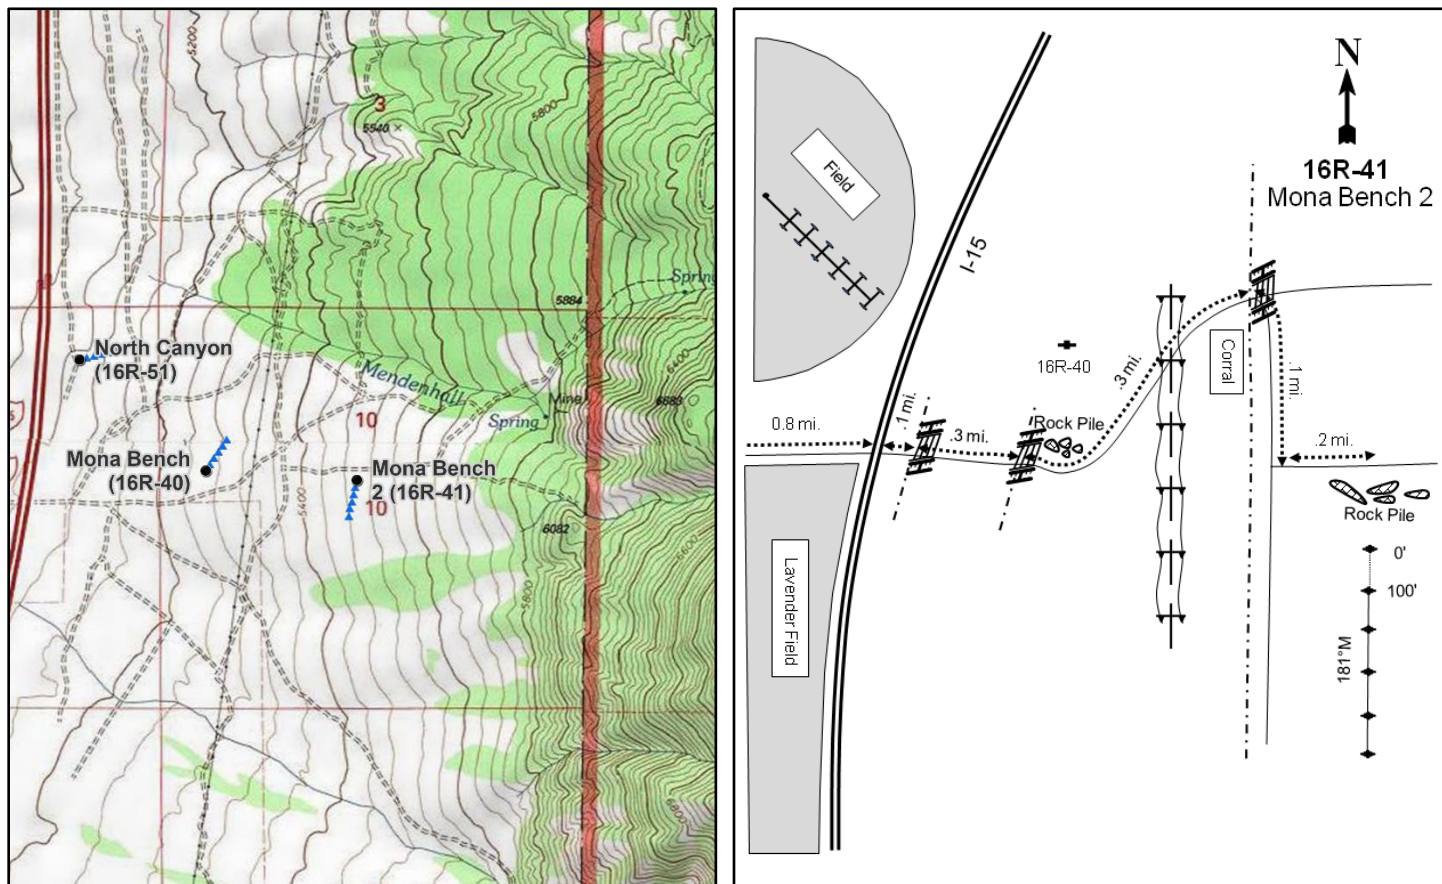 5200
3
5540 ×
5800
Spring
5884
North Canyon
(16R-51)
6400
Mendenhall
Mine
6683
10
Spring
Mona Bench
(16R-40)
Mona Bench
2 (16R-41)
5400
10
6082
5600
5800
6800
N
16R-41
Mona Bench 2
Field
I-15
16R-40
Corral
.3 mi.
.1 mi.
.1 mi.
0.8 mi.
Rock Pile
.3 mi.
.2 mi.
Rock Pile
Lavender Field
0'
100'
181°M